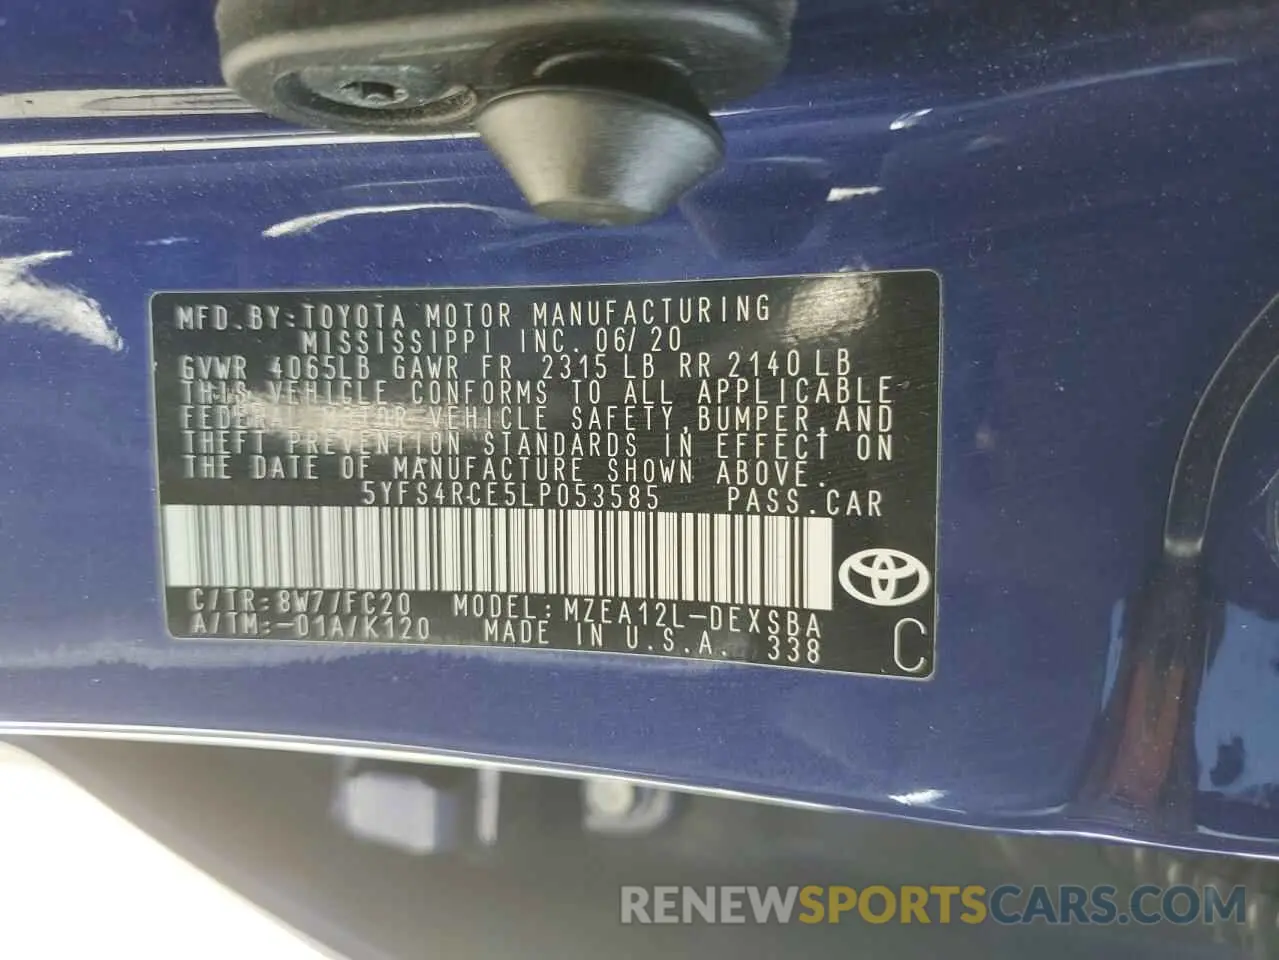 MFD.BY:TOYOTA MOTOR MANUFACTURING
MISSISSIPPI INC. 06/20
GVWR 4065LB GAWR FR 2315 LB RR 2140 LB
THIS VEHICLE CONFORMS TO ALL APPLICABLE
FEDERAL MOTOR VEHICLE SAFETY,BUMPER,AND
THEFT PREVENTION STANDARDS IN EFFECT ON
THE DATE OF MANUFACTURE SHOWN ABOVE.
5YFS4RCE5LP053585 PASS.CAR
C/TR:8W7/FC20 MODEL:MZEA12L-DEXSBA
A/TM:-01A/K120 MADE IN U.S.A. 338
C
RENEWSPORTSCARS.COM